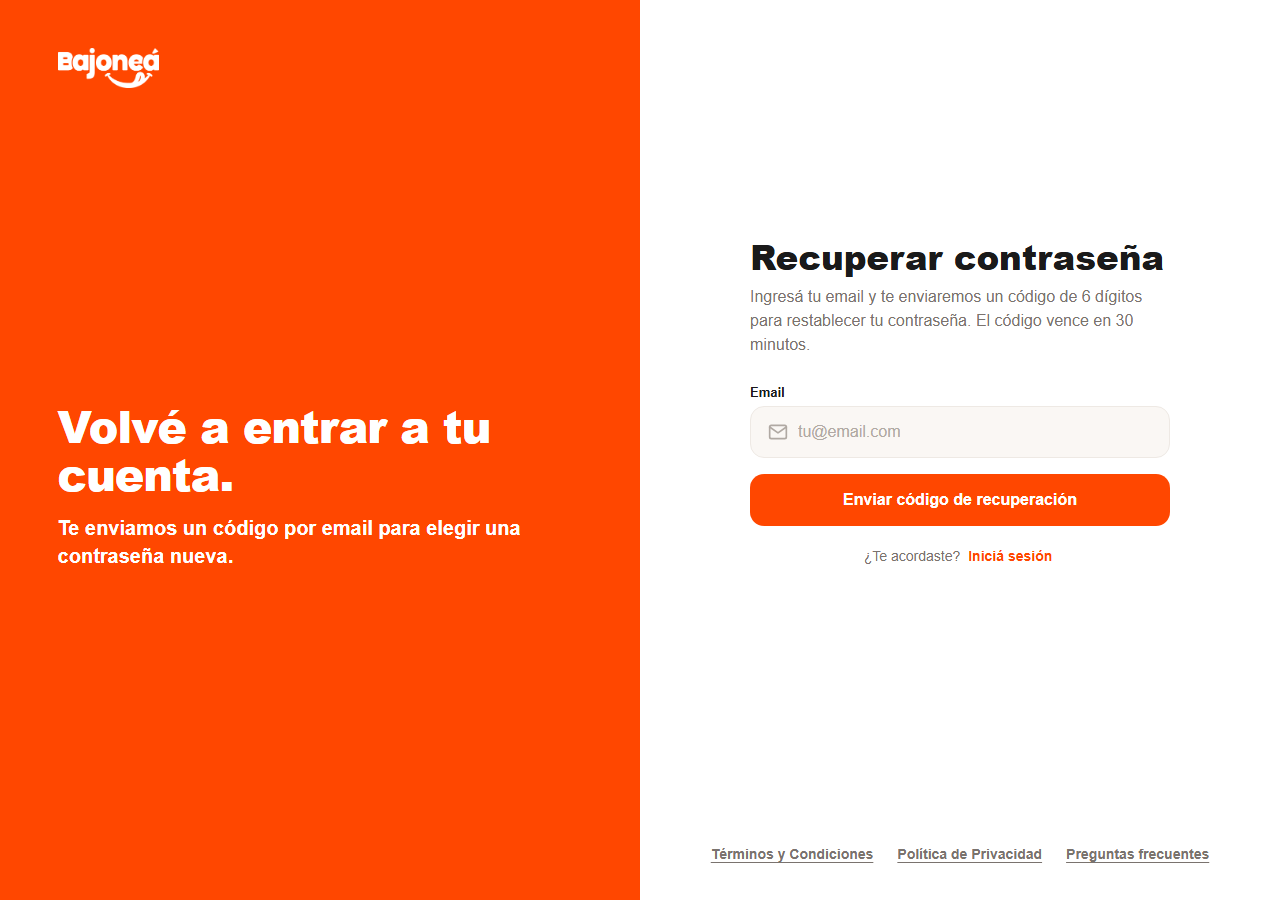 Bajoneá
Volvé a entrar a tu
cuenta.
Te enviamos un código por email para elegir una
contraseña nueva.
Recuperar contraseña
Ingresá tu email y te enviaremos un código de 6 dígitos
para restablecer tu contraseña. El código vence en 30
minutos.
Email
tu@email.com
Enviar código de recuperación
¿Te acordaste? Iniciá sesión
Términos y Condiciones Política de Privacidad Preguntas frecuentes